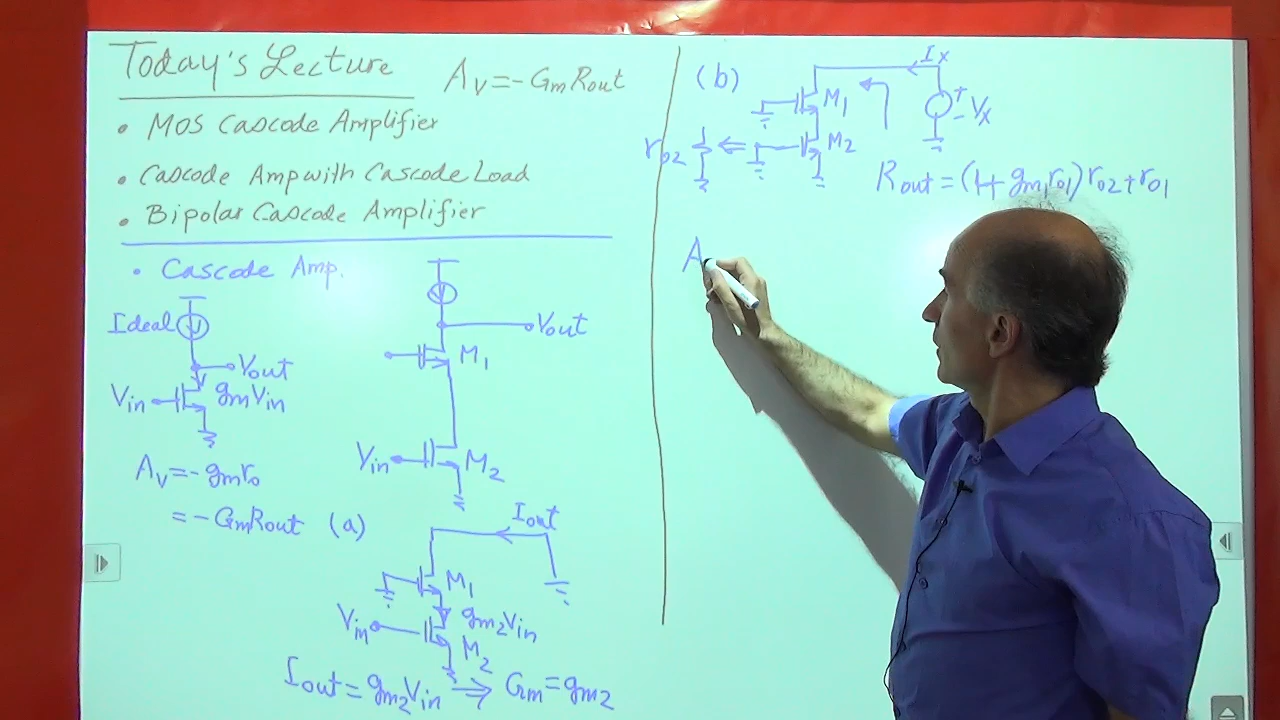 Today's Lecture
Av = -GmRout
• MOS Cascode Amplifier
• Cascode Amp with Cascode Load
• Bipolar Cascode Amplifier
• Cascode Amp.
Ideal
Vout
Vin
gmVin
Av = -gmro
= -GmRout
Vout
M1
Vin
M2
(a)
Iout
M1
Vin
gm2Vin
M2
Iout = gm2Vin ⇒ Gm = gm2
(b)
Ix
M1
+
- Vx
ro2
M2
Rout = (1+gm1ro1)ro2+ro1
A